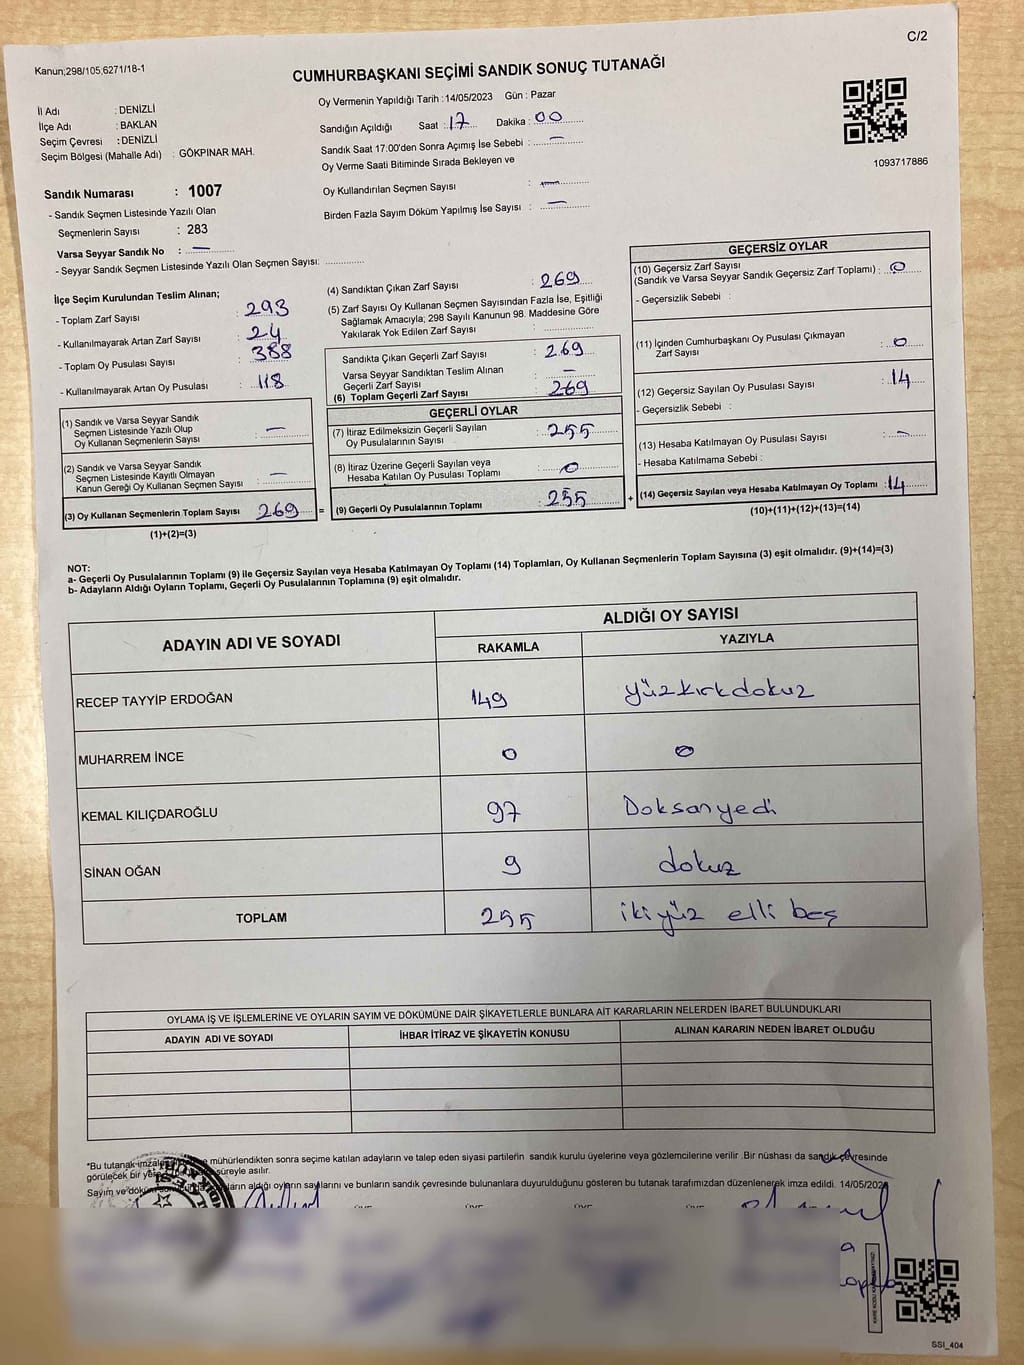 C/2
Kanun;298/105;6271/18-1
CUMHURBAŞKANI SEÇİMİ SANDIK SONUÇ TUTANAĞI
İl Adı : DENİZLİ
İlçe Adı : BAKLAN
Seçim Çevresi : DENİZLİ
Seçim Bölgesi (Mahalle Adı) : GÖKPINAR MAH.
Oy Vermenin Yapıldığı Tarih : 14/05/2023 Gün : Pazar
Sandığın Açıldığı Saat : 17 Dakika : 00
Sandık Saat 17:00'den Sonra Açımış İse Sebebi : —
Oy Verme Saati Bitiminde Sırada Bekleyen ve
Oy Kullandırılan Seçmen Sayısı : —
Birden Fazla Sayım Döküm Yapılmış İse Sayısı : —
1093717886
Sandık Numarası : 1007
- Sandık Seçmen Listesinde Yazılı Olan
Seçmenlerin Sayısı : 283
Varsa Seyyar Sandık No : —
- Seyyar Sandık Seçmen Listesinde Yazılı Olan Seçmen Sayısı:
İlçe Seçim Kurulundan Teslim Alınan;
- Toplam Zarf Sayısı : 293
- Kullanılmayarak Artan Zarf Sayısı : 24
- Toplam Oy Pusulası Sayısı : 388
- Kullanılmayarak Artan Oy Pusulası : 118
(1) Sandık ve Varsa Seyyar Sandık
Seçmen Listesinde Yazılı Olup
Oy Kullanan Seçmenlerin Sayısı : —
(2) Sandık ve Varsa Seyyar Sandık
Seçmen Listesinde Kayıtlı Olmayan
Kanun Gereği Oy Kullanan Seçmen Sayısı : —
(3) Oy Kullanan Seçmenlerin Toplam Sayısı 269 =
(1)+(2)=(3)
(4) Sandıktan Çıkan Zarf Sayısı : 269
(5) Zarf Sayısı Oy Kullanan Seçmen Sayısından Fazla İse, Eşitliği
Sağlamak Amacıyla; 298 Sayılı Kanunun 98. Maddesine Göre
Yakılarak Yok Edilen Zarf Sayısı :
Sandıkta Çıkan Geçerli Zarf Sayısı : 269
Varsa Seyyar Sandıktan Teslim Alınan
Geçerli Zarf Sayısı : —
(6) Toplam Geçerli Zarf Sayısı : 269
GEÇERLİ OYLAR
(7) İtiraz Edilmeksizin Geçerli Sayılan
Oy Pusulalarının Sayısı : 255
(8) İtiraz Üzerine Geçerli Sayılan veya
Hesaba Katılan Oy Pusulası Toplamı : 0
(9) Geçerli Oy Pusulalarının Toplamı : 255 +
GEÇERSİZ OYLAR
(10) Geçersiz Zarf Sayısı
(Sandık ve Varsa Seyyar Sandık Geçersiz Zarf Toplamı) : 0
- Geçersizlik Sebebi :
(11) İçinden Cumhurbaşkanı Oy Pusulası Çıkmayan
Zarf Sayısı : 0
(12) Geçersiz Sayılan Oy Pusulası Sayısı : 14
- Geçersizlik Sebebi :
(13) Hesaba Katılmayan Oy Pusulası Sayısı : —
- Hesaba Katılmama Sebebi :
(14) Geçersiz Sayılan veya Hesaba Katılmayan Oy Toplamı : 14
(10)+(11)+(12)+(13)=(14)
NOT:
a- Geçerli Oy Pusulalarının Toplamı (9) ile Geçersiz Sayılan veya Hesaba Katılmayan Oy Toplamı (14) Toplamları, Oy Kullanan Seçmenlerin Toplam Sayısına (3) eşit olmalıdır. (9)+(14)=(3)
b- Adayların Aldığı Oyların Toplamı, Geçerli Oy Pusulalarının Toplamına (9) eşit olmalıdır.
ADAYIN ADI VE SOYADI ALDIĞI OY SAYISI
RAKAMLA YAZIYLA
RECEP TAYYİP ERDOĞAN 149 yüzkırkdokuz
MUHARREM İNCE 0 0
KEMAL KILIÇDAROĞLU 97 Doksanyedi
SİNAN OĞAN 9 dokuz
TOPLAM 255 ikiyüz elli beş
OYLAMA İŞ VE İŞLEMLERİNE VE OYLARIN SAYIM VE DÖKÜMÜNE DAİR ŞİKAYETLERLE BUNLARA AİT KARARLARIN NELERDEN İBARET BULUNDUKLARI
ADAYIN ADI VE SOYADI İHBAR İTİRAZ VE ŞİKAYETİN KONUSU ALINAN KARARIN NEDEN İBARET OLDUĞU
*Bu tutanak mühürlendikten sonra seçime katılan adayların ve talep eden siyasi partilerin sandık kurulu üyelerine veya gözlemcilerine verilir. Bir nüshası da sandık çevresinde
görülecek bir süreyle asılır.
Sayım ve aldığı oyların sayılarını ve bunların sandık çevresinde bulunanlara duyurulduğunu gösteren bu tutanak tarafımızdan düzenlenerek imza edildi. 14/05/2023
SSI_404